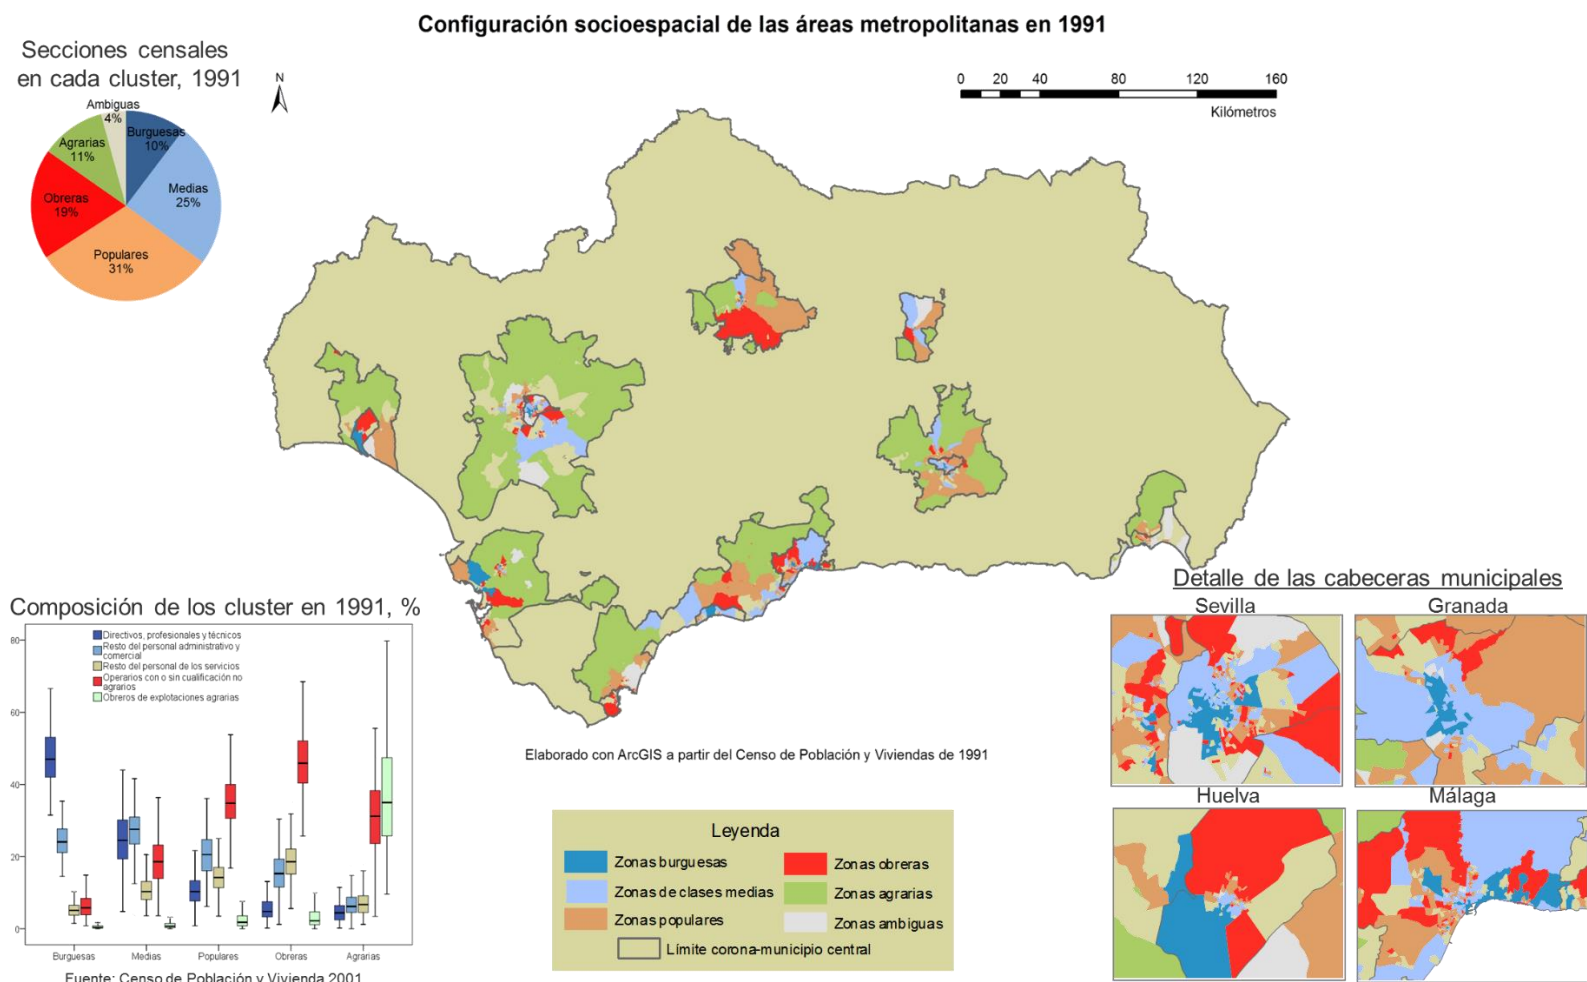 Configuración socioespacial de las áreas metropolitanas en 1991
Secciones censales
en cada cluster, 1991
Ambiguas
4%
Burguesas
10%
Agrarias
11%
Medias
25%
Obreras
19%
Populares
31%
N
0 20 40 80 120 160
Kilómetros
Composición de los cluster en 1991, %
Directivos, profesionales y técnicos
Resto del personal administrativo y
comercial
Resto del personal de los servicios
Operarios con o sin cualificación no
agrarios
Obreros de explotaciones agrarias
80
60
40
20
0
Burguesas Medias Populares Obreras Agrarias
Fuente: Censo de Población y Vivienda 2001
Elaborado con ArcGIS a partir del Censo de Población y Viviendas de 1991
Leyenda
Zonas burguesas
Zonas obreras
Zonas de clases medias
Zonas agrarias
Zonas populares
Zonas ambiguas
Límite corona-municipio central
Detalle de las cabeceras municipales
Sevilla
Granada
Huelva
Málaga